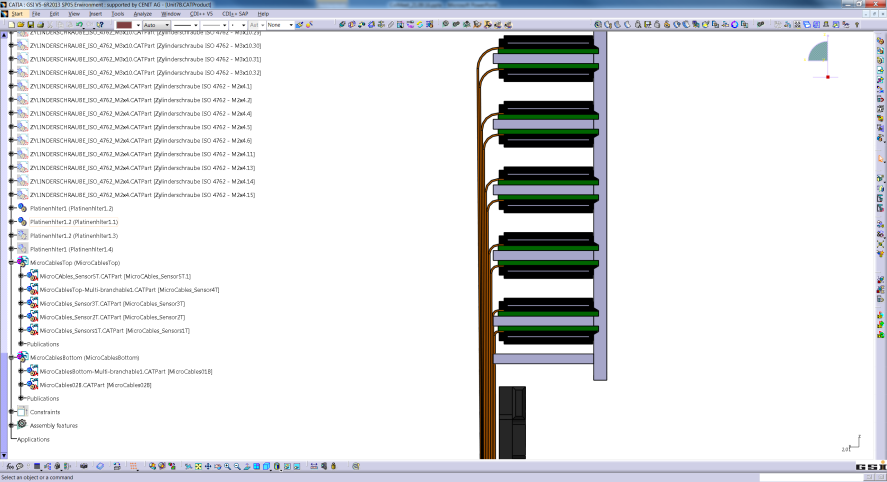 CATIA : GSI V5-6R2013 SP05 Environment : supported by CENIT AG - [Unit7B.CATProduct]
Start File Edit View Insert Tools Analyze Window CDI++ V5 CDI++ SAP Help
Auto Aut None
ZYLINDERSCHRAUBE_ISO_4762_M3x10.CATPart [Zylinderschraube ISO 4762 - M3x10.29]
ZYLINDERSCHRAUBE_ISO_4762_M3x10.CATPart [Zylinderschraube ISO 4762 - M3x10.30]
ZYLINDERSCHRAUBE_ISO_4762_M3x10.CATPart [Zylinderschraube ISO 4762 - M3x10.31]
ZYLINDERSCHRAUBE_ISO_4762_M3x10.CATPart [Zylinderschraube ISO 4762 - M3x10.32]
ZYLINDERSCHRAUBE_ISO_4762_M2x4.CATPart [Zylinderschraube ISO 4762 - M2x4.1]
ZYLINDERSCHRAUBE_ISO_4762_M2x4.CATPart [Zylinderschraube ISO 4762 - M2x4.2]
ZYLINDERSCHRAUBE_ISO_4762_M2x4.CATPart [Zylinderschraube ISO 4762 - M2x4.4]
ZYLINDERSCHRAUBE_ISO_4762_M2x4.CATPart [Zylinderschraube ISO 4762 - M2x4.5]
ZYLINDERSCHRAUBE_ISO_4762_M2x4.CATPart [Zylinderschraube ISO 4762 - M2x4.6]
ZYLINDERSCHRAUBE_ISO_4762_M2x4.CATPart [Zylinderschraube ISO 4762 - M2x4.11]
ZYLINDERSCHRAUBE_ISO_4762_M2x4.CATPart [Zylinderschraube ISO 4762 - M2x4.13]
ZYLINDERSCHRAUBE_ISO_4762_M2x4.CATPart [Zylinderschraube ISO 4762 - M2x4.14]
ZYLINDERSCHRAUBE_ISO_4762_M2x4.CATPart [Zylinderschraube ISO 4762 - M2x4.15]
Platinenhlter1 (Platinenhlter1.2)
Platinenhlter1.2 (Platinenhlter1.1)
Platinenhlter1.2 (Platinenhlter1.3)
Platinenhlter1 (Platinenhlter1.4)
MicroCablesTop (MicroCablesTop)
MicroCAbles_Sensor5T.CATPart [MicroCables_Sensor5T.1]
MicroCablesTop-Multi-branchable1.CATPart [MicroCables_Sensor4T]
MicroCables_Sensor3T.CATPart [MicroCables_Sensor3T]
MicroCables_Sensor2T.CATPart [MicroCables_Sensor2T]
MicroCables_Sensors1T.CATPart [MicroCables_Sensors1T]
Publications
MicroCablesBottom (MicroCablesBottom)
MicroCablesBottom-Multi-branchable1.CATPart [MicroCables01B]
MicroCables02B.CATPart [MicroCables02B]
Publications
Constraints
Assembly features
Applications
GSI
Select an object or a command